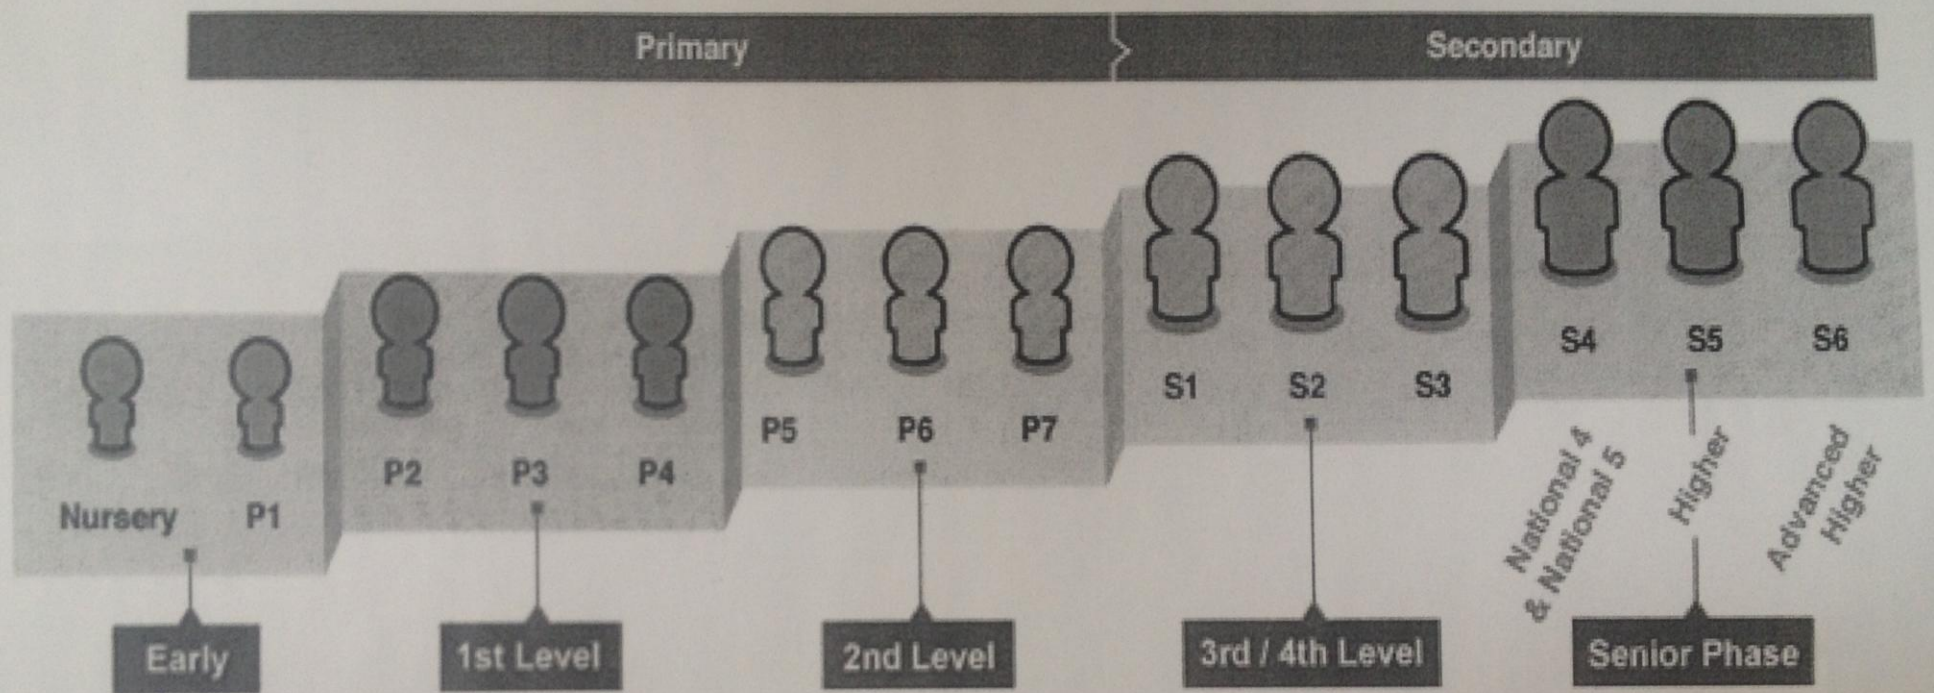 Primary
Secondary
Nursery
P1
P2
P3
P4
P5
P6
P7
S1
S2
S3
S4
S5
S6
National 4
& National 5
Higher
Advanced
Higher
Early
1st Level
2nd Level
3rd / 4th Level
Senior Phase